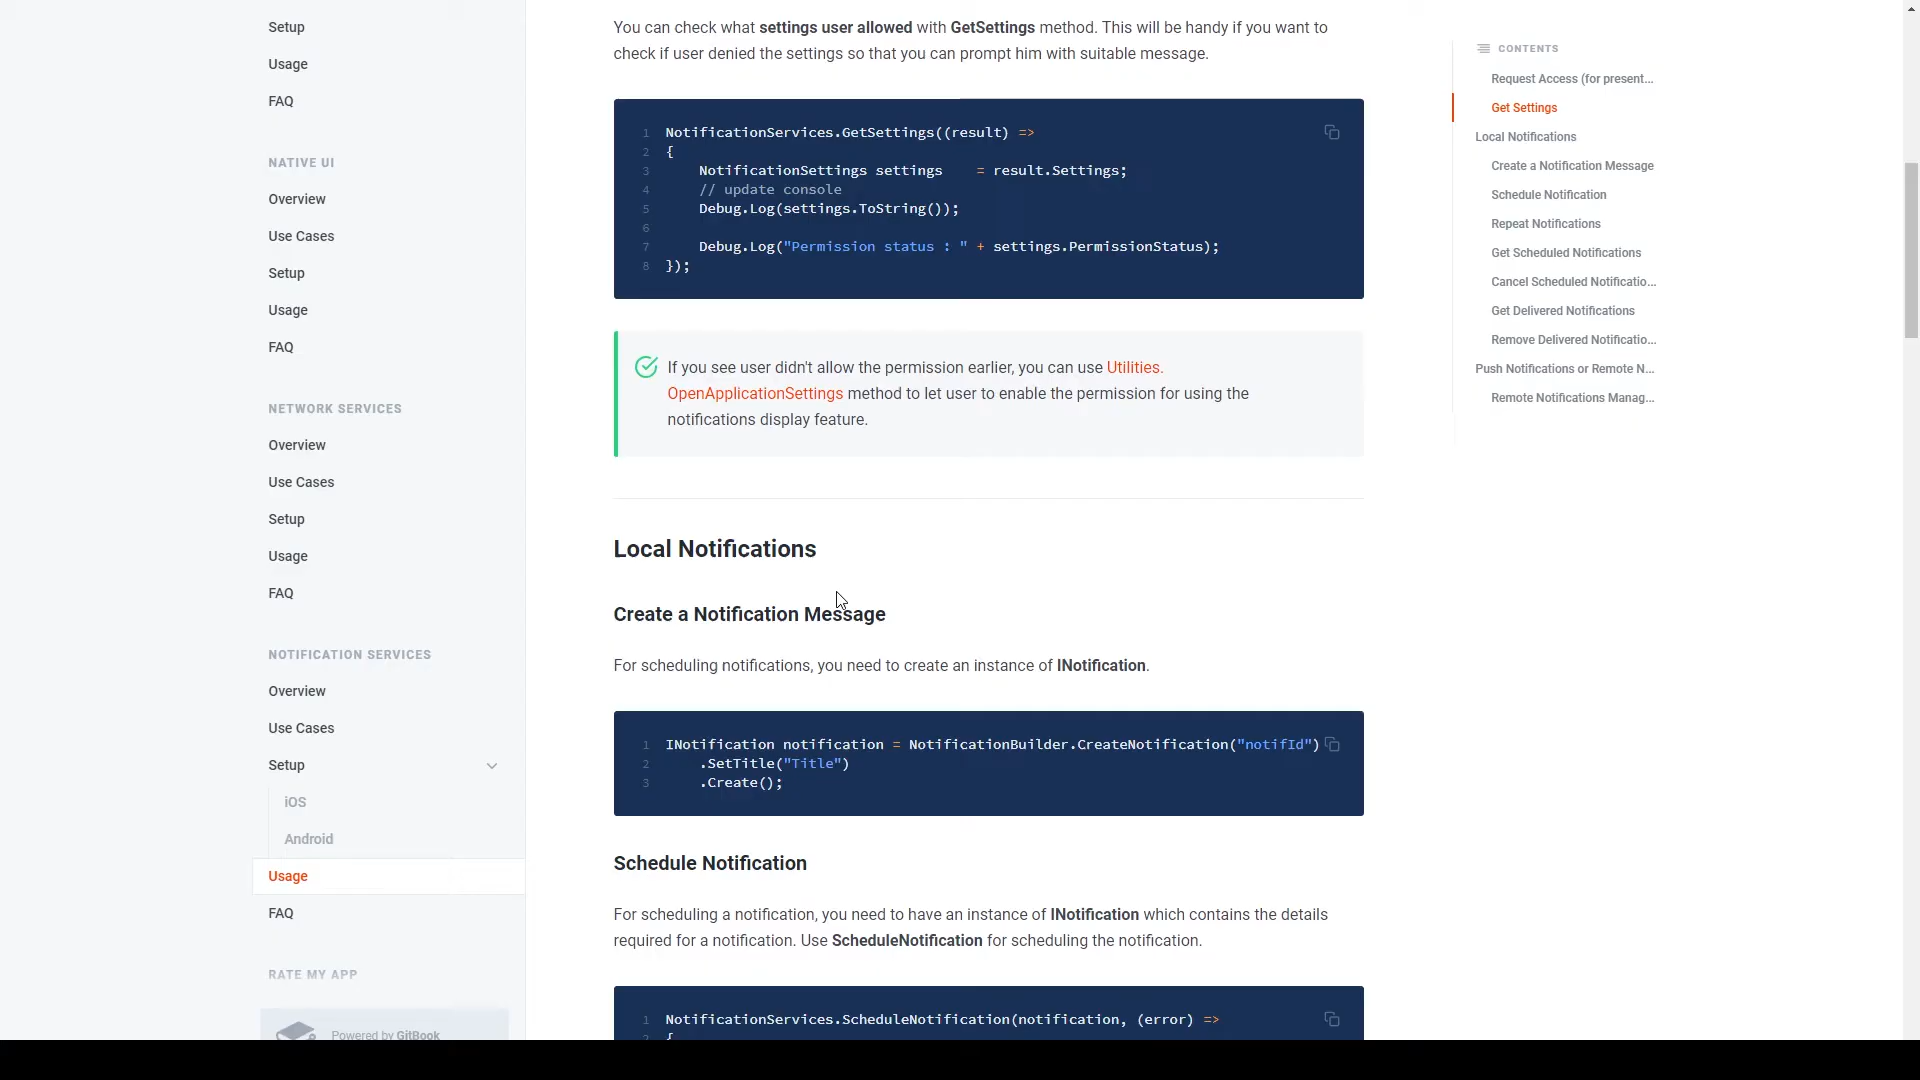 Setup
Usage
FAQ
NATIVE UI
Overview
Use Cases
Setup
Usage
FAQ
NETWORK SERVICES
Overview
Use Cases
Setup
Usage
FAQ
NOTIFICATION SERVICES
Overview
Use Cases
Setup
iOS
Android
Usage
FAQ
RATE MY APP
Powered by GitBook
You can check what settings user allowed with GetSettings method. This will be handy if you want to
check if user denied the settings so that you can prompt him with suitable message.
1 NotificationServices.GetSettings((result) =>
2 {
3 NotificationSettings settings = result.Settings;
4 // update console
5 Debug.Log(settings.ToString());
6
7 Debug.Log("Permission status : " + settings.PermissionStatus);
8 });
If you see user didn't allow the permission earlier, you can use Utilities.
OpenApplicationSettings method to let user to enable the permission for using the
notifications display feature.
Local Notifications
Create a Notification Message
For scheduling notifications, you need to create an instance of INotification.
1 INotification notification = NotificationBuilder.CreateNotification("notifId")
2 .SetTitle("Title")
3 .Create();
Schedule Notification
For scheduling a notification, you need to have an instance of INotification which contains the details
required for a notification. Use ScheduleNotification for scheduling the notification.
1 NotificationServices.ScheduleNotification(notification, (error) =>
2 {
CONTENTS
Request Access (for present...
Get Settings
Local Notifications
Create a Notification Message
Schedule Notification
Repeat Notifications
Get Scheduled Notifications
Cancel Scheduled Notificatio...
Get Delivered Notifications
Remove Delivered Notificatio...
Push Notifications or Remote N...
Remote Notifications Manag...